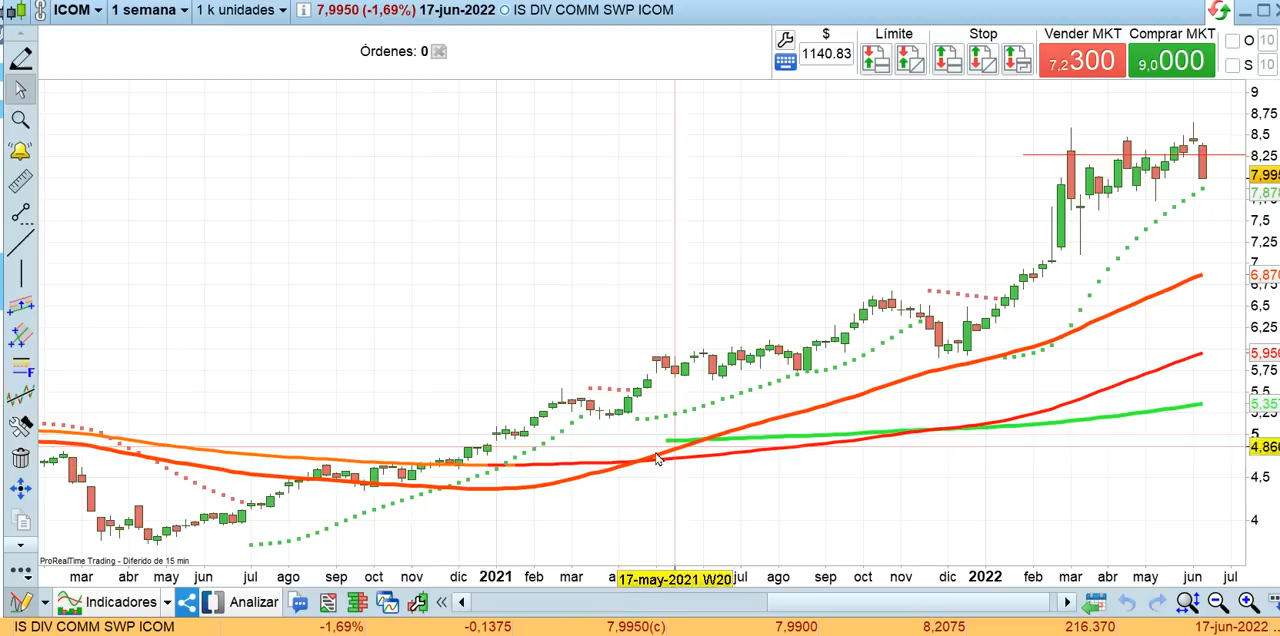 ICOM 1 semana 1 k unidades 7,9950 (-1,69%) 17-jun-2022 IS DIV COMM SWP ICOM
Órdenes: 0
$ Límite Stop Vender MKT Comprar MKT
1140.83 7,2300 9,0000
O 10
S 10
9
8,75
8,5
8,25
7,995
7,878
7,5
7,25
7
6,870
6,75
6,5
6,25
6
5,956
5,75
5,5
5,357
5,25
5
4,860
4,5
4
ProRealTime Trading - Diferido de 15 min
mar abr may jun jul ago sep oct nov dic 2021 feb mar 17-may-2021 W20 jul ago sep oct nov dic 2022 feb mar abr may jun jul
Indicadores Analizar
IS DIV COMM SWP ICOM -1,69% -0,1375 7,9950(c) 7,9900 8,2075 216.370 17-jun-2022